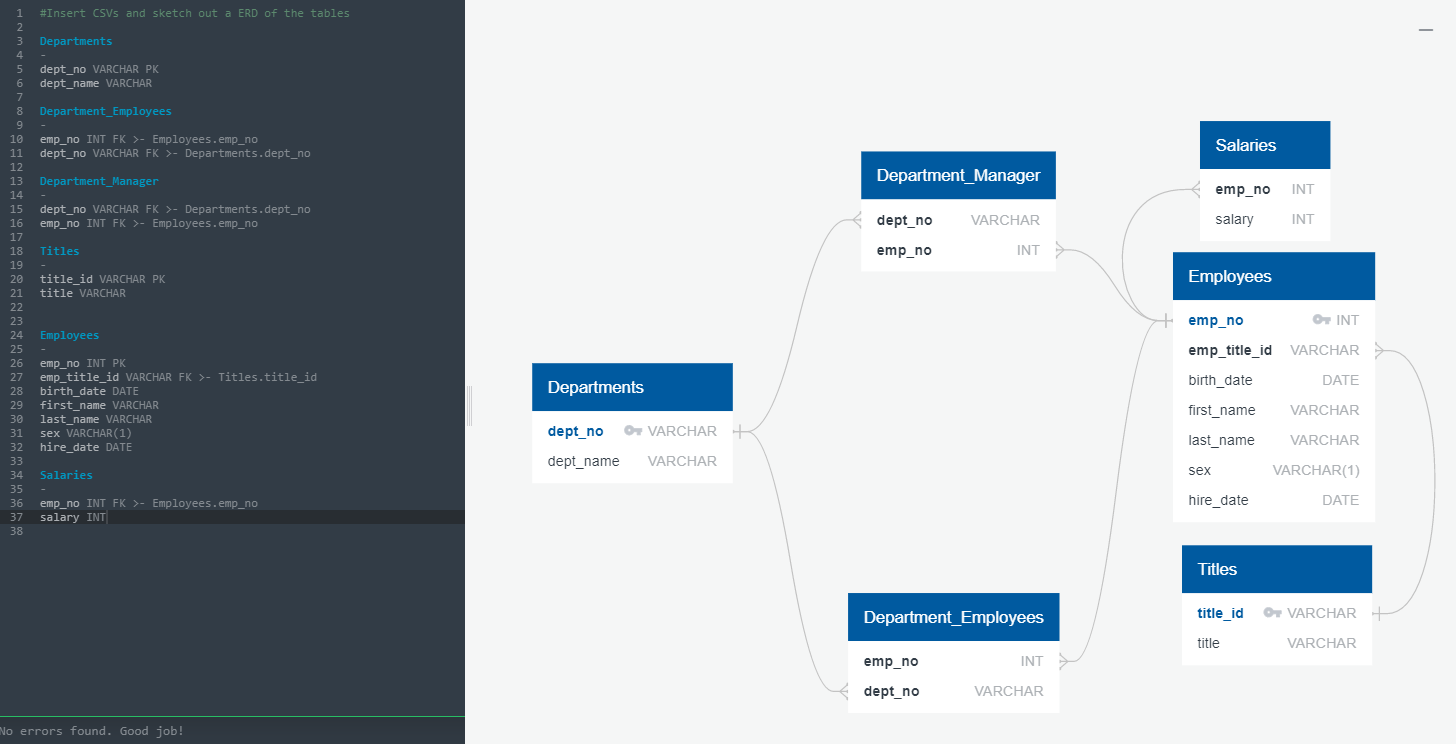 1 #Insert CSVs and sketch out a ERD of the tables
2
3 Departments
4 -
5 dept_no VARCHAR PK
6 dept_name VARCHAR
7
8 Department_Employees
9 -
10 emp_no INT FK >- Employees.emp_no
11 dept_no VARCHAR FK >- Departments.dept_no
12
13 Department_Manager
14 -
15 dept_no VARCHAR FK >- Departments.dept_no
16 emp_no INT FK >- Employees.emp_no
17
18 Titles
19 -
20 title_id VARCHAR PK
21 title VARCHAR
22
23
24 Employees
25 -
26 emp_no INT PK
27 emp_title_id VARCHAR FK >- Titles.title_id
28 birth_date DATE
29 first_name VARCHAR
30 last_name VARCHAR
31 sex VARCHAR(1)
32 hire_date DATE
33
34 Salaries
35 -
36 emp_no INT FK >- Employees.emp_no
37 salary INT
38
No errors found. Good job!
Departments
dept_no VARCHAR
dept_name VARCHAR
Department_Manager
dept_no VARCHAR
emp_no INT
Department_Employees
emp_no INT
dept_no VARCHAR
Salaries
emp_no INT
salary INT
Employees
emp_no INT
emp_title_id VARCHAR
birth_date DATE
first_name VARCHAR
last_name VARCHAR
sex VARCHAR(1)
hire_date DATE
Titles
title_id VARCHAR
title VARCHAR